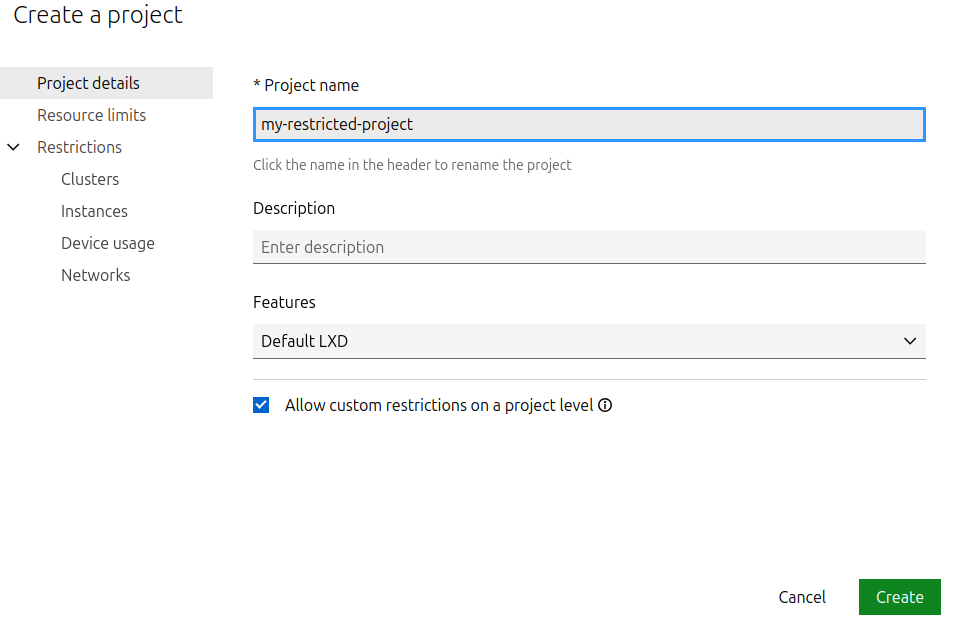 Create a project
Project details
Resource limits
Restrictions
Clusters
Instances
Device usage
Networks
* Project name
my-restricted-project
Click the name in the header to rename the project
Description
Enter description
Features
Default LXD
Allow custom restrictions on a project level
Cancel
Create